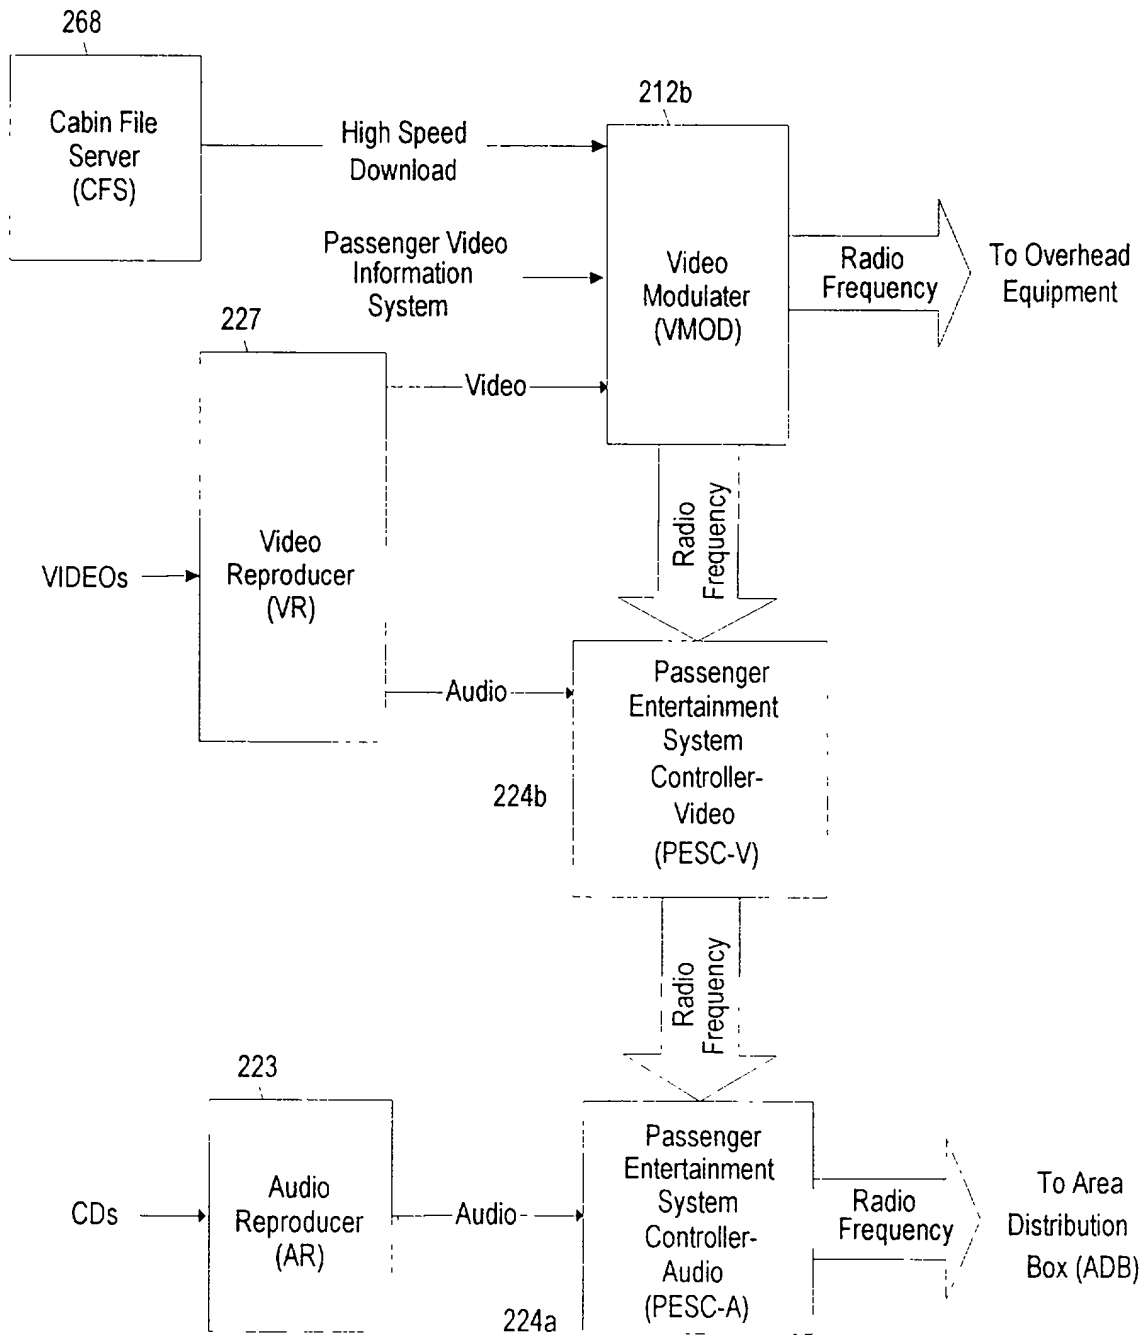 268
Cabin File
Server
(CFS)
High Speed
Download
212b
Passenger Video
Information
System
Video
Modulater
(VMOD)
Radio
Frequency
To Overhead
Equipment
227
Video
VIDEOs
Video
Reproducer
(VR)
Radio
Frequency
Audio
224b
Passenger
Entertainment
System
Controller-
Video
(PESC-V)
Radio
Frequency
223
CDs
Audio
Reproducer
(AR)
Audio
224a
Passenger
Entertainment
System
Controller-
Audio
(PESC-A)
Radio
Frequency
To Area
Distribution
Box (ADB)